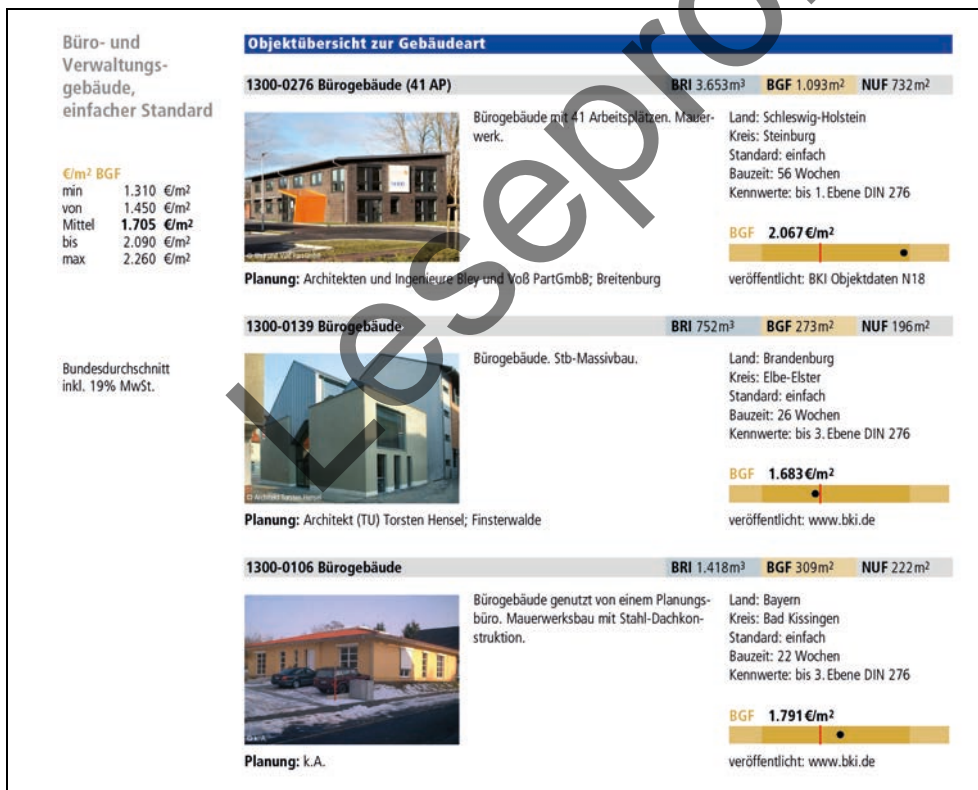 Büro- und
Verwaltungs-
gebäude,
einfacher Standard
€/m² BGF
min 1.310 €/m²
von 1.450 €/m²
Mittel 1.705 €/m²
bis 2.090 €/m²
max 2.260 €/m²
Bundesdurchschnitt
inkl. 19% MwSt.
Objektübersicht zur Gebäudeart
1300-0276 Bürogebäude (41 AP) BRI 3.653m³ BGF 1.093m² NUF 732m²
Bürogebäude mit 41 Arbeitsplätzen. Mauer-
werk.
Land: Schleswig-Holstein
Kreis: Steinburg
Standard: einfach
Bauzeit: 56 Wochen
Kennwerte: bis 1. Ebene DIN 276
BGF 2.067€/m²
Planung: Architekten und Ingenieure Bley und Voß PartGmbB; Breitenburg
veröffentlicht: BKI Objektdaten N18
1300-0139 Bürogebäude BRI 752m³ BGF 273m² NUF 196m²
Bürogebäude. Stb-Massivbau.
Land: Brandenburg
Kreis: Elbe-Elster
Standard: einfach
Bauzeit: 26 Wochen
Kennwerte: bis 3. Ebene DIN 276
BGF 1.683€/m²
© Architekt Torsten Hensel
Planung: Architekt (TU) Torsten Hensel; Finsterwalde
veröffentlicht: www.bki.de
1300-0106 Bürogebäude BRI 1.418m³ BGF 309m² NUF 222m²
Bürogebäude genutzt von einem Planungs-
büro. Mauerwerksbau mit Stahl-Dachkon-
struktion.
Land: Bayern
Kreis: Bad Kissingen
Standard: einfach
Bauzeit: 22 Wochen
Kennwerte: bis 3. Ebene DIN 276
BGF 1.791€/m²
© k.A.
Planung: k.A.
veröffentlicht: www.bki.de
Lesepro